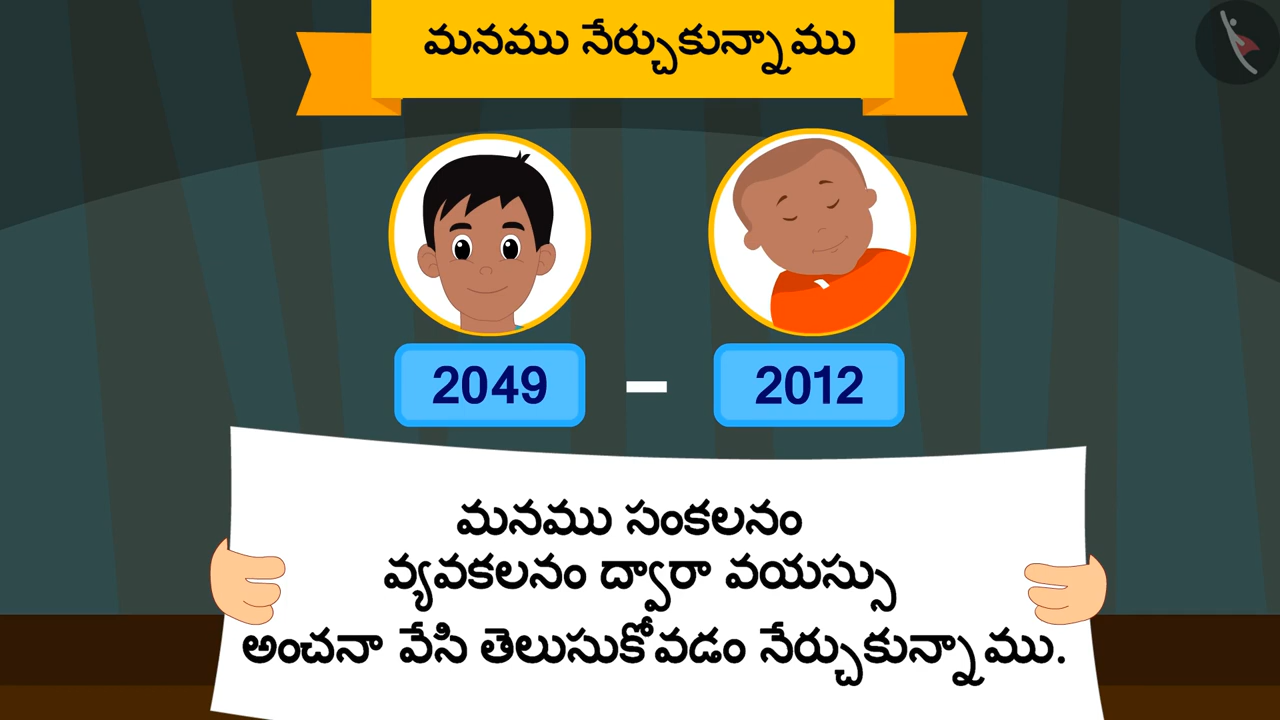 మనము నేర్చుకున్నాము
2049 – 2012
మనము సంకలనం
వ్యవకలనం ద్వారా వయస్సు
అంచనా వేసి తెలుసుకోవడం నేర్చుకున్నాము.